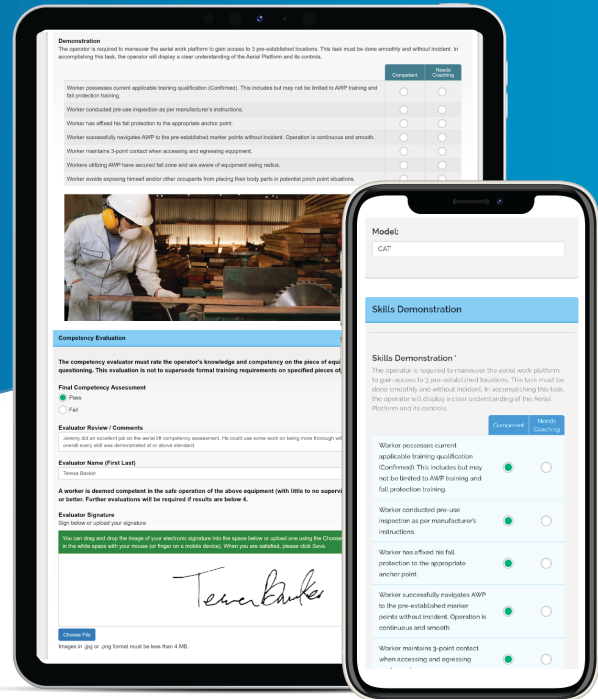 Demonstration
The operator is required to maneuver the aerial work platform to gain access to 3 pre-established locations. This task must be done smoothly and without incident. In
accomplishing this task, the operator will display a clear understanding of the Aerial Platform and its controls.
Competent
Needs
Coaching
Worker possesses current applicable training qualification (Confirmed). This includes but may not be limited to AWP training and
fall protection training.
Worker conducted pre-use inspection as per manufacturer's instructions.
Worker has affixed his fall protection to the appropriate anchor point.
Worker successfully navigates AWP to the pre-established marker points without incident. Operation is continuous and smooth.
Worker maintains 3-point contact when accessing and egressing equipment.
Workers utilizing AWP have secured fall zone and are aware of equipment swing radius.
Worker avoids exposing himself and/or other occupents from placing their body parts in potential pinch point situations.
Competency Evaluation
The competency evaluator must rate the operator's knowledge and competency on the piece of equi
questioning. This evaluation is not to supersede formal training requirements on specified pieces of
Final Competency Assessment
Pass
Fail
Evaluator Review / Comments
Jeremy did an excellent job on the aerial lift competency assessment. He could use some work on being more thorough wit
overall every skill was demonstrated at or above standard.
Evaluator Name (First Last)
Teresa Backer
A worker is deemed competent in the safe operation of the above equipment (with little to no supervi
or better. Further evaluations will be required if results are below 4.
Evaluator Signature
Sign below or upload your signature
You can drag and drop the image of your electronic signature into the space below or upload one using the Choose
in the white space with your mouse (or finger on a mobile device). When you are satisfied, please click Save.
Choose File
Images in .jpg or .png format must be less than 4 MB.
Model:
CAT
Skills Demonstration
Skills Demonstration *
The operator is required to maneuver the aerial work platform
to gain access to 3 pre-established locations. This task must be
done smoothly and without incident. In accomplishing this task,
the operator will display a clear understanding of the Aerial
Platform and its controls.
Competent
Needs
Coaching
Worker possesses current
applicable training qualification
(Confirmed). This includes but may
not be limited to AWP training and
fall protection training.
Worker conducted pre-use
inspection as per manufacturer's
instructions.
Worker has affixed his fall
protection to the appropriate
anchor point.
Worker successfully navigates AWP
to the pre-established marker
points without incident. Operation is
continuous and smooth.
Worker maintains 3-point contact
when accessing and egressing